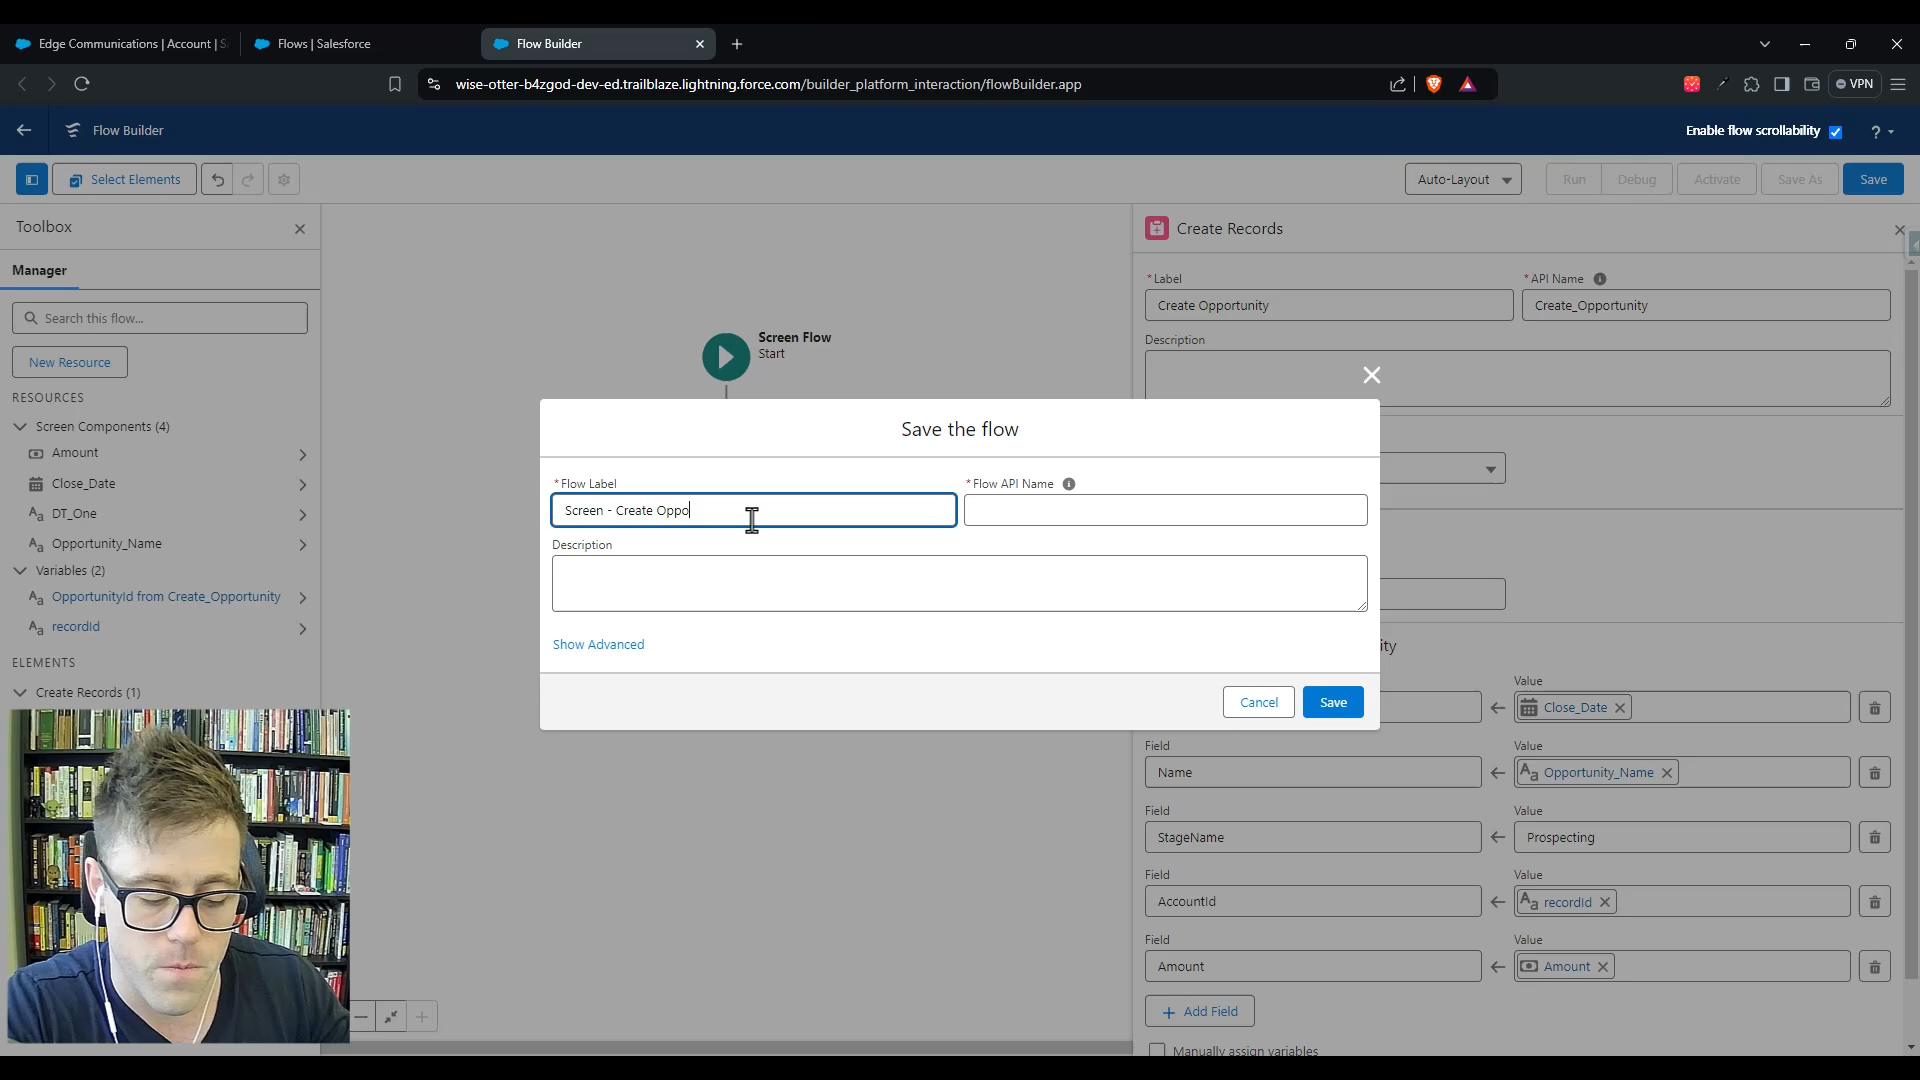 Edge Communications | Account | S
Flows | Salesforce
Flow Builder
wise-otter-b4zgod-dev-ed.trailblaze.lightning.force.com/builder_platform_interaction/flowBuilder.app
VPN
Flow Builder
Enable flow scrollability
?
Select Elements
Auto-Layout
Run
Debug
Activate
Save As
Save
Toolbox
Manager
Search this flow...
New Resource
RESOURCES
Screen Components (4)
Amount
Close_Date
DT_One
Opportunity_Name
Variables (2)
OpportunityId from Create_Opportunity
recordId
ELEMENTS
Create Records (1)
Screen Flow
Start
Create Records
* Label
* API Name
Create Opportunity
Create_Opportunity
Description
Save the flow
* Flow Label
* Flow API Name
Screen - Create Oppo
Description
Show Advanced
Cancel
Save
ity
Value
Close_Date
Field
Value
Name
Opportunity_Name
Field
Value
StageName
Prospecting
Field
Value
AccountId
recordId
Field
Value
Amount
Amount
Add Field
Manually assign variables